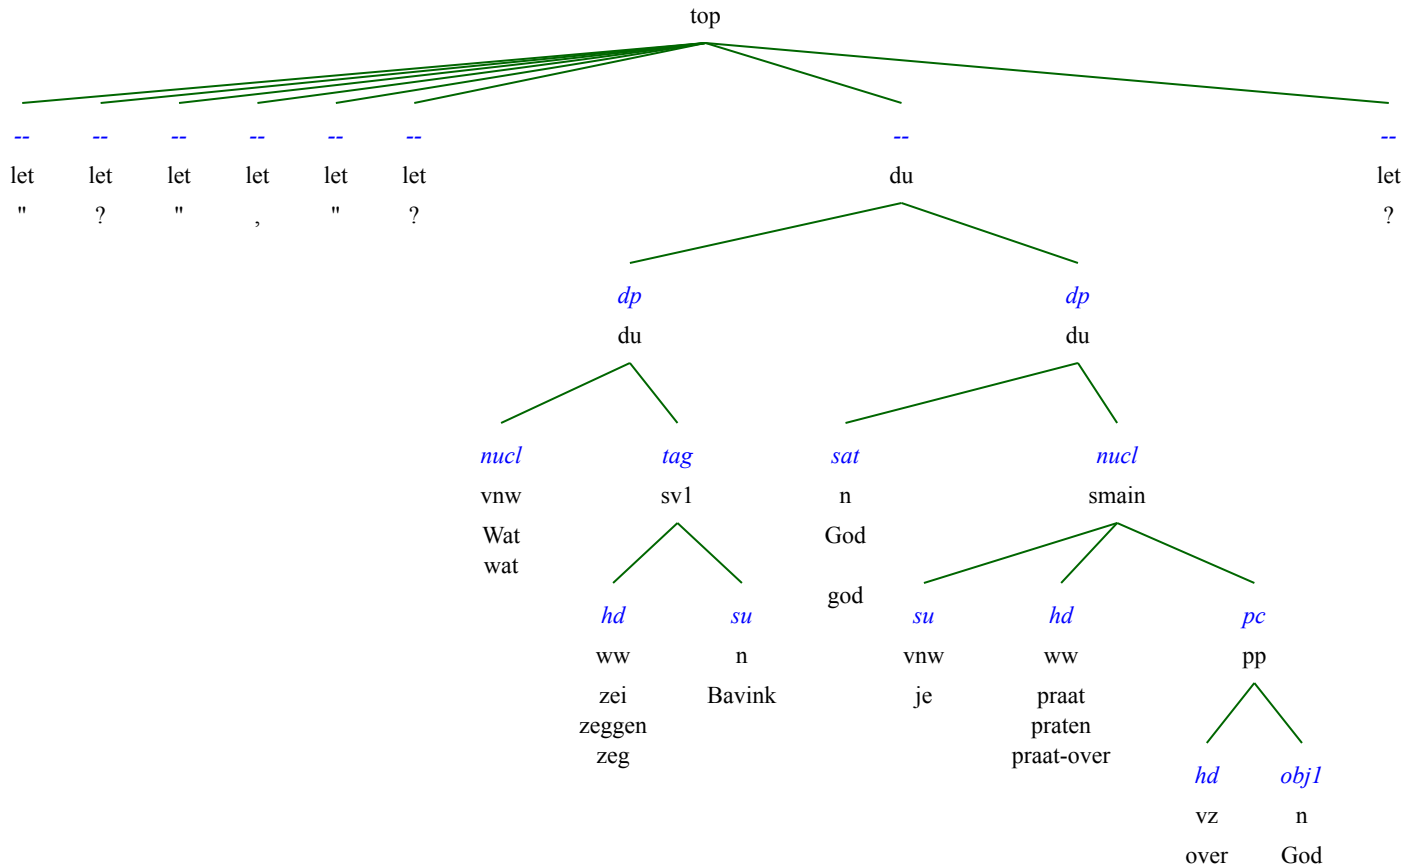 top
-- -- -- -- -- -- -- --
let let let let let let du let
" ? " , " ? ?
dp dp
du du
nucl tag sat nucl
vnw sv1 n smain
Wat God
wat
god
hd su su hd pc
ww n vnw ww pp
zei Bavink je praat
zeggen praten
zeg praat-over
hd obj1
vz n
over God